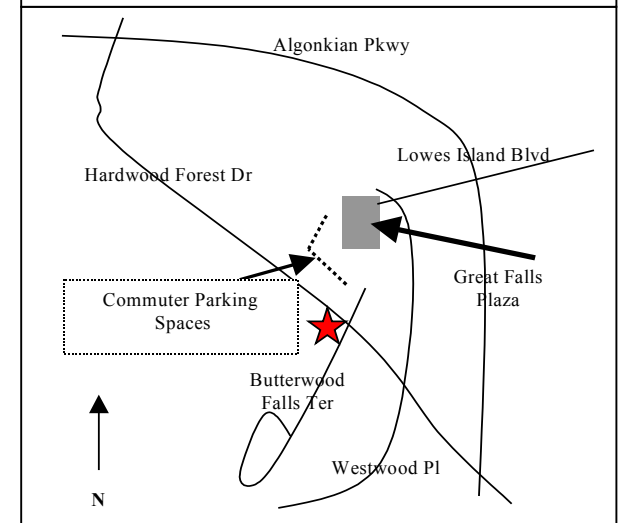 Algonkian Pkwy
Lowes Island Blvd
Hardwood Forest Dr
Great Falls
Plaza
Commuter Parking
Spaces
Butterwood
Falls Ter
Westwood Pl
N